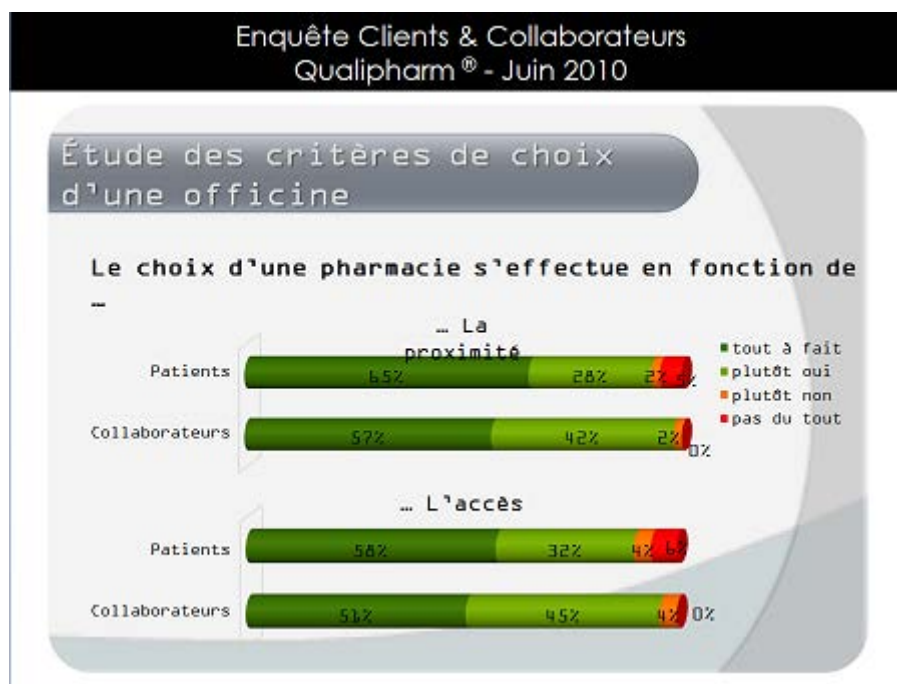 Enquête Clients & Collaborateurs
Qualipharm ® - Juin 2010
Étude des critères de choix
d'une officine
Le choix d'une pharmacie s'effectue en fonction de
…
… La
proximité
Patients 65% 28% 2%
Collaborateurs 57% 42% 2% 0%
tout à fait
plutôt oui
plutôt non
pas du tout
… L'accès
Patients 58% 32% 4% 6%
Collaborateurs 51% 45% 4% 0%